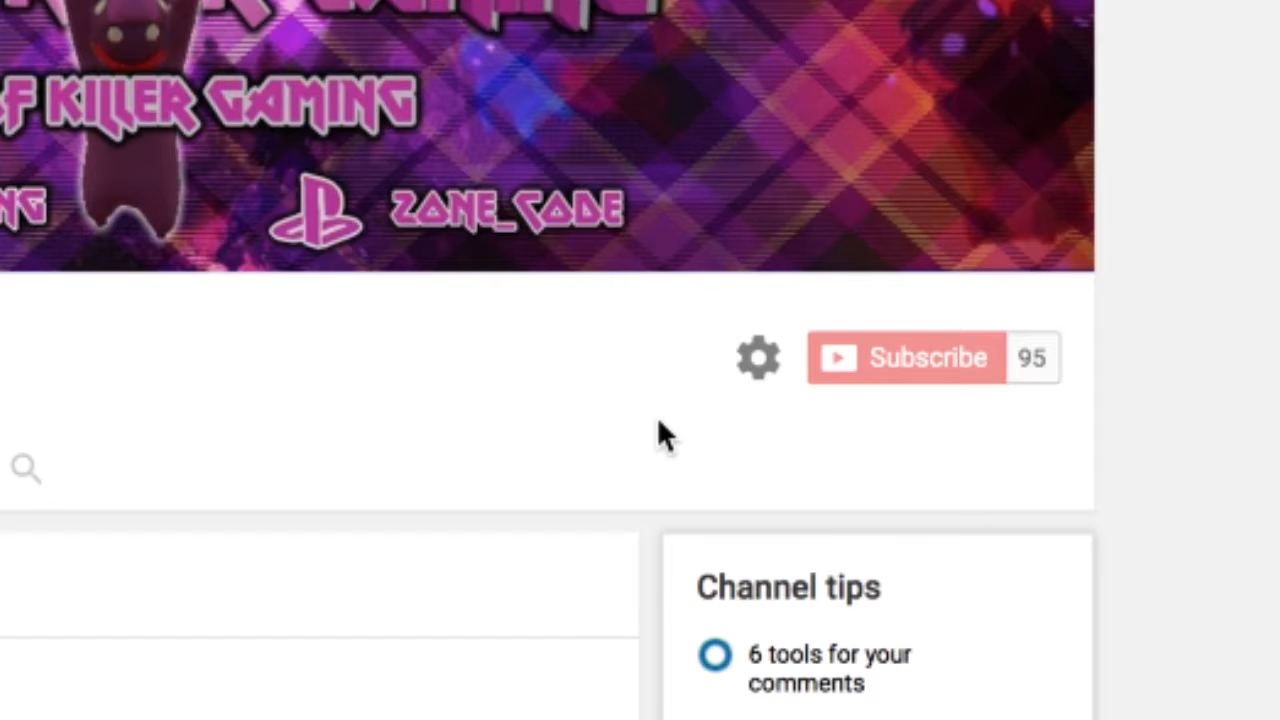 F KILLER GAMING
NG ZONE_CODE
Subscribe 95
Channel tips
6 tools for your
comments